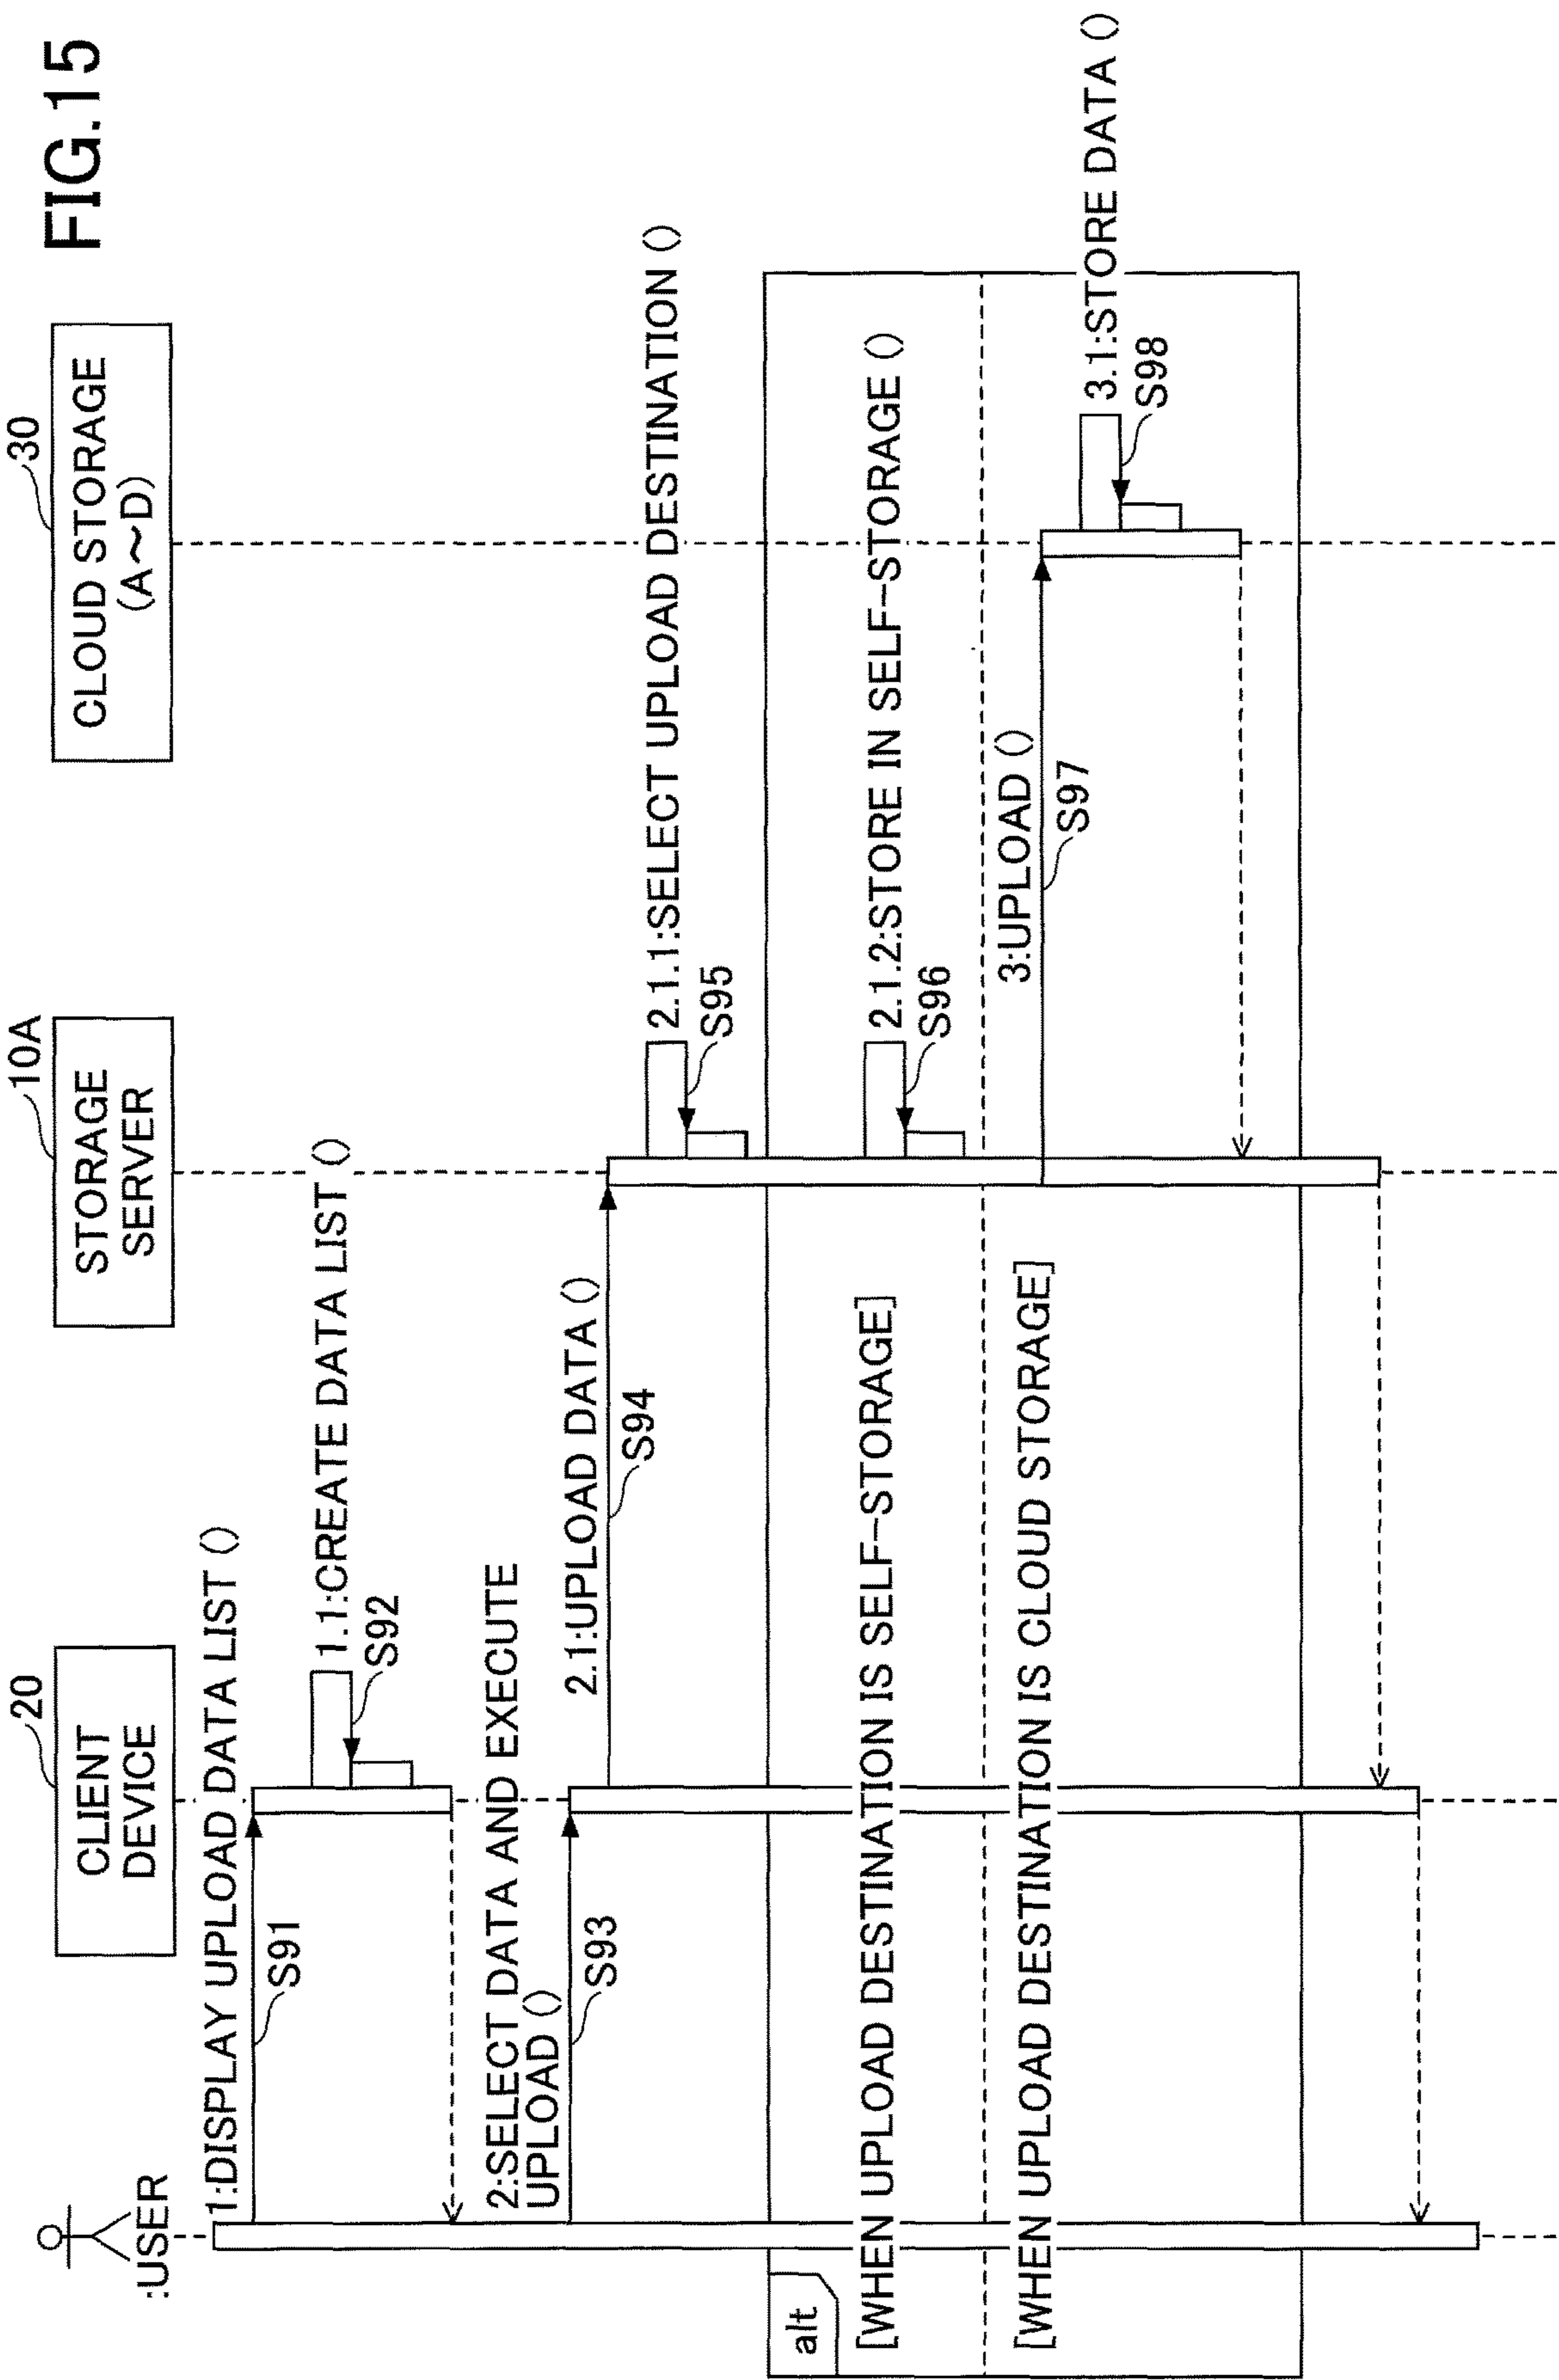 FIG.15
:USER
20
CLIENT
DEVICE
10A
STORAGE
SERVER
30
CLOUD STORAGE
(A~D)
1:DISPLAY UPLOAD DATA LIST ()
S91
1.1:CREATE DATA LIST ()
S92
2:SELECT DATA AND EXECUTE
UPLOAD ()
S93
2.1:UPLOAD DATA ()
S94
2.1.1:SELECT UPLOAD DESTINATION ()
S95
alt
[WHEN UPLOAD DESTINATION IS SELF-STORAGE]
2.1.2:STORE IN SELF-STORAGE ()
S96
[WHEN UPLOAD DESTINATION IS CLOUD STORAGE]
3:UPLOAD ()
S97
3.1:STORE DATA ()
S98